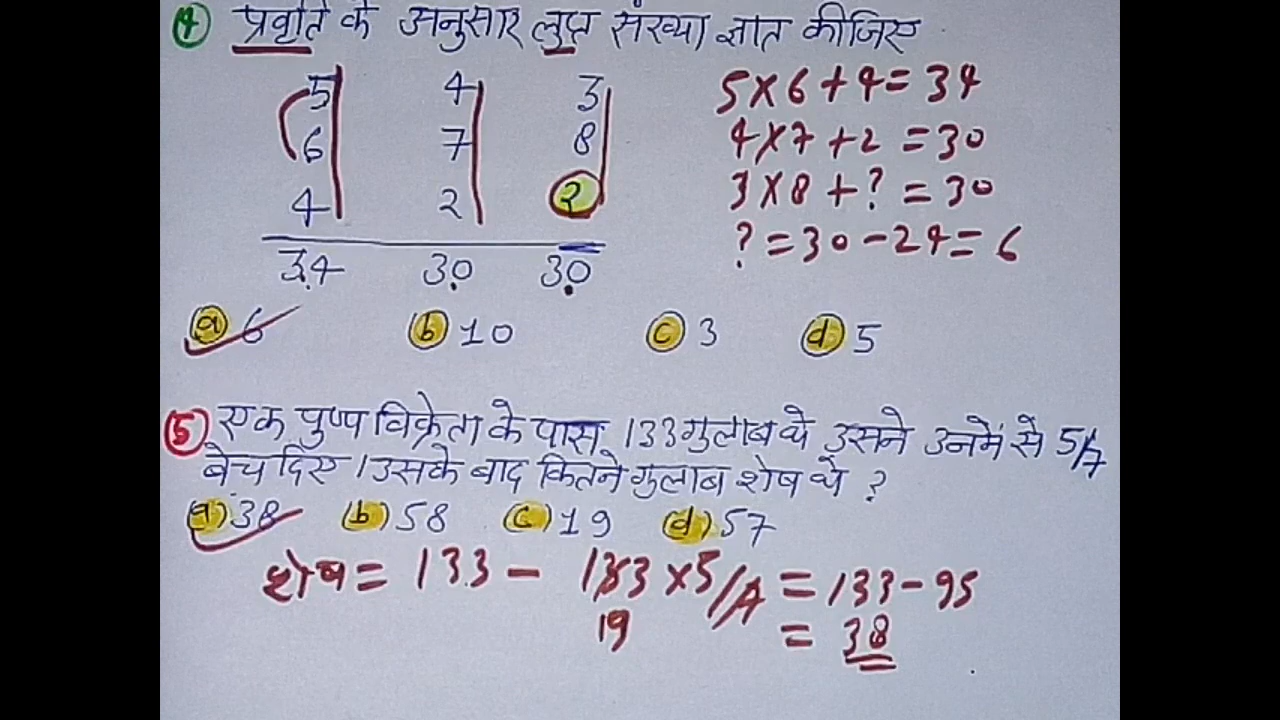 4 प्रवृति के अनुसार लुप्त संख्या ज्ञात कीजिए
5 4 3
6 7 8
4 2 ?
34 30 30
5×6+4=34
4×7+2=30
3×8+?=30
?=30-24=6
(a) 6 (b) 10 (c) 3 (d) 5
5 एक पुष्प विक्रेता के पास 133 गुलाब थे उसने उनमें से 5/7
बेच दिए । उसके बाद कितने गुलाब शेष थे ?
(a) 38 (b) 58 (c) 19 (d) 57
शेष = 133 - 133×5/7 = 133-95
19 = 38